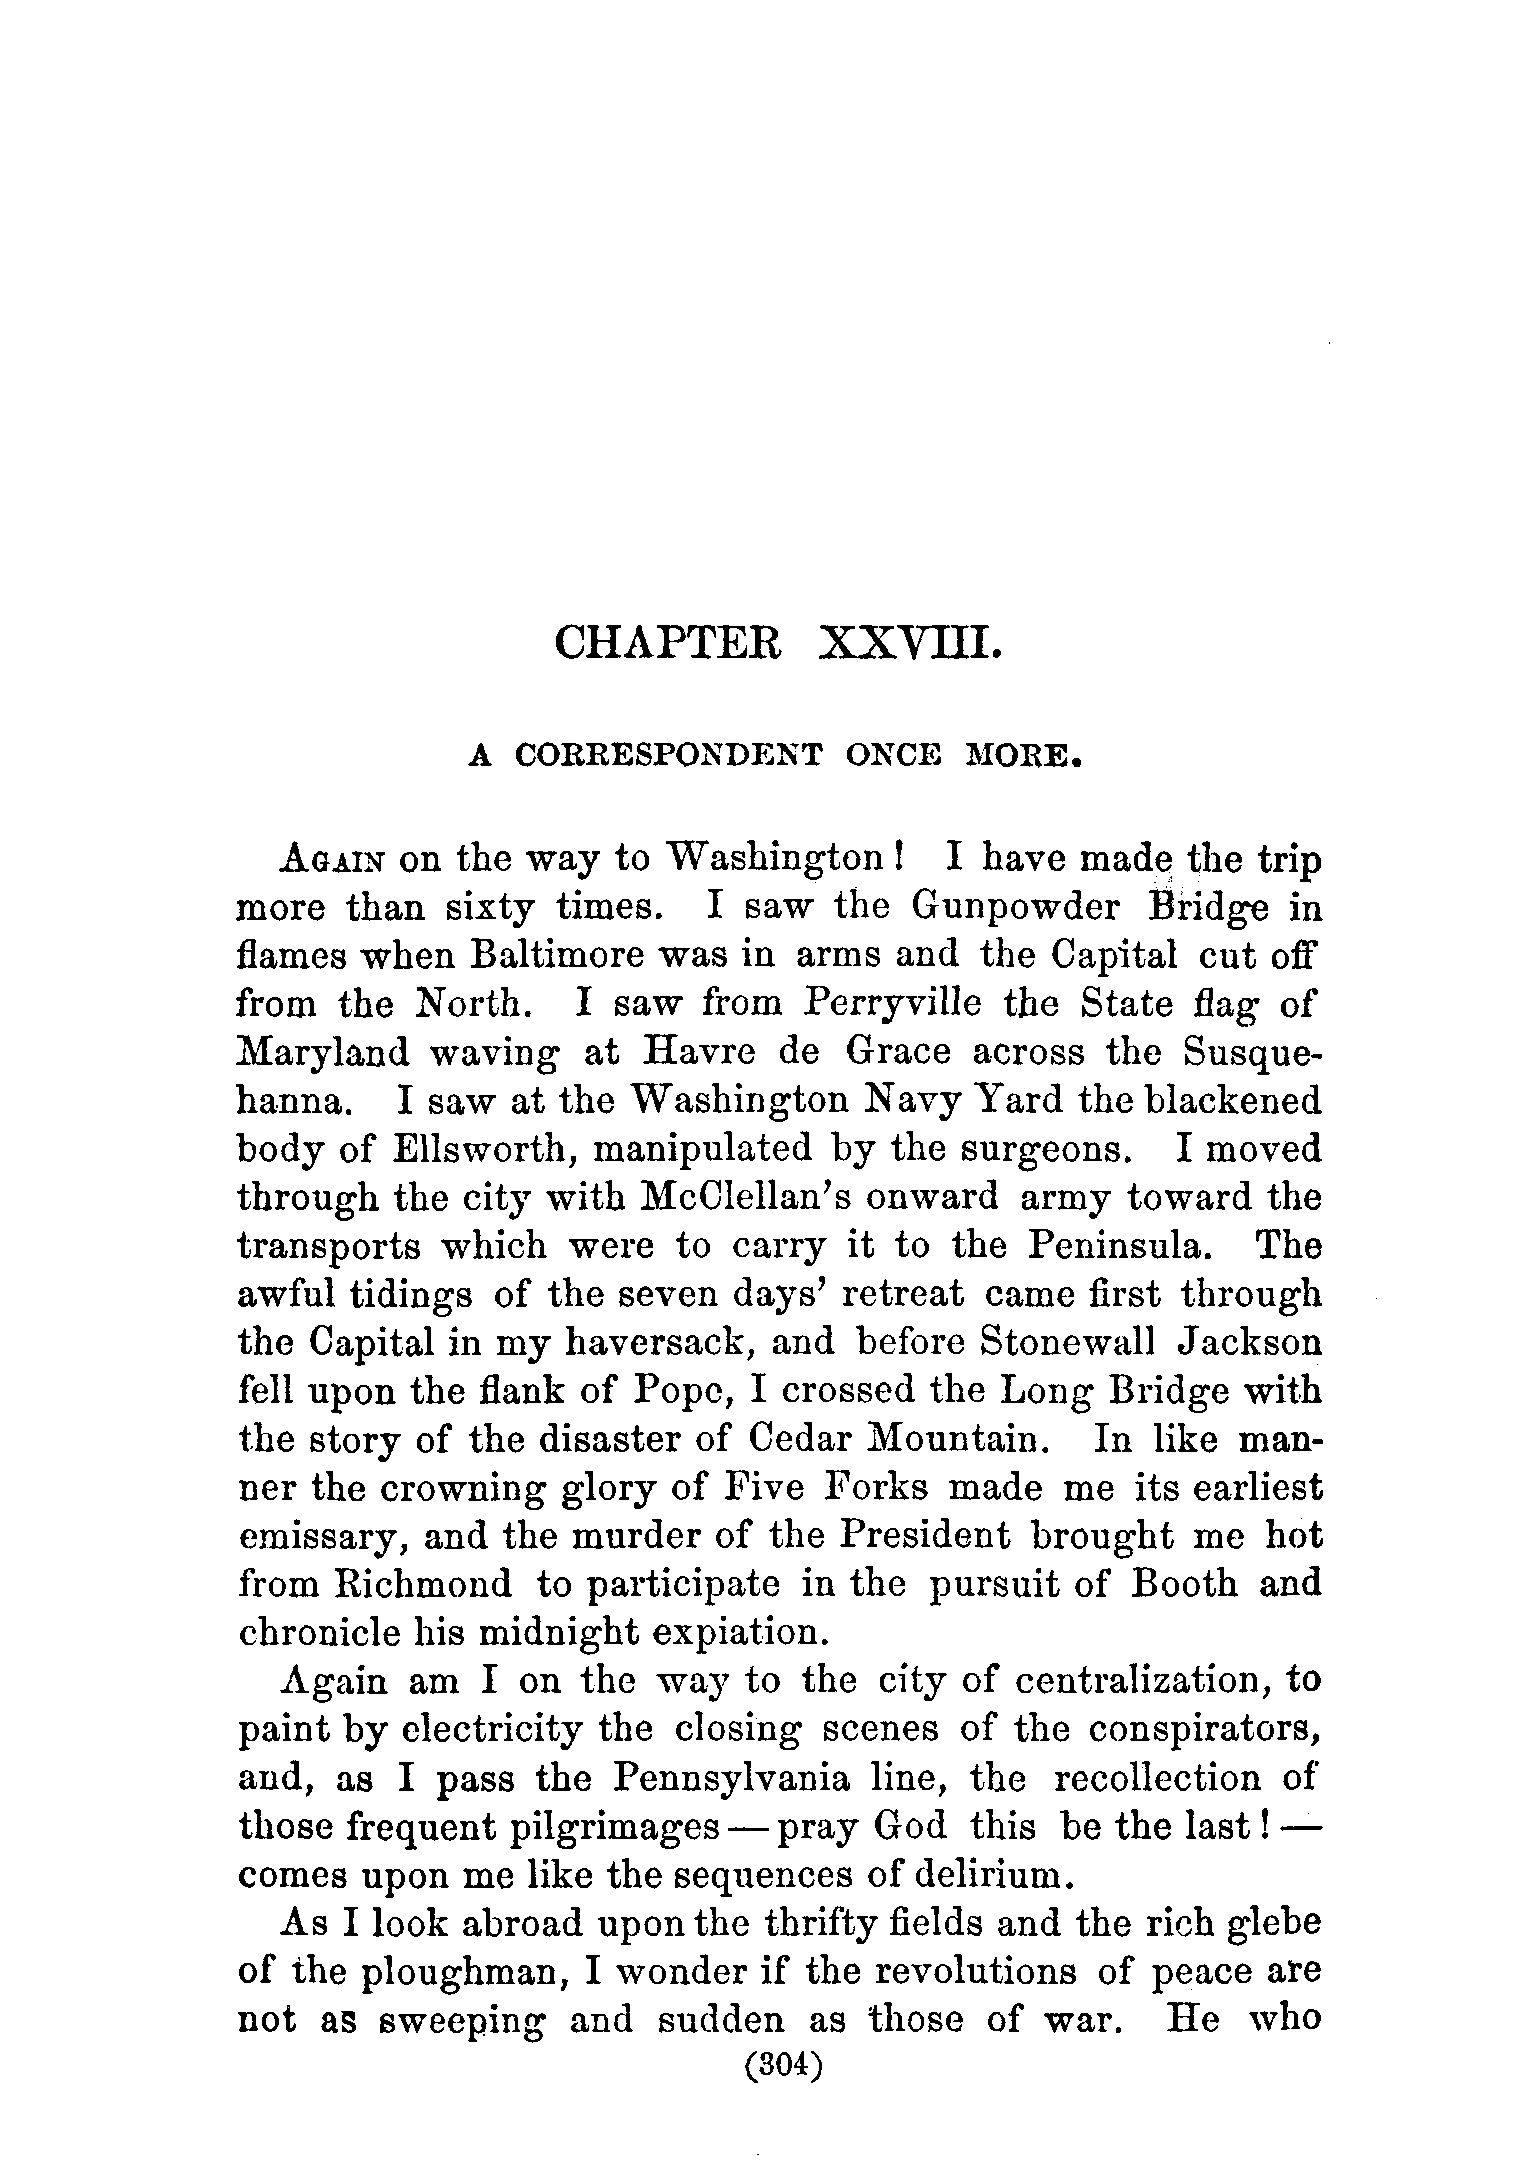 CHAPTER XXVIII.
A CORRESPONDENT ONCE MORE.
AGAIN on the way to Washington! I have made the trip
more than sixty times. I saw the Gunpowder Bridge in
flames when Baltimore was in arms and the Capital cut off
from the North. I saw from Perryville the State flag of
Maryland waving at Havre de Grace across the Susque-
hanna. I saw at the Washington Navy Yard the blackened
body of Ellsworth, manipulated by the surgeons. I moved
through the city with McClellan's onward army toward the
transports which were to carry it to the Peninsula. The
awful tidings of the seven days' retreat came first through
the Capital in my haversack, and before Stonewall Jackson
fell upon the flank of Pope, I crossed the Long Bridge with
the story of the disaster of Cedar Mountain. In like man-
ner the crowning glory of Five Forks made me its earliest
emissary, and the murder of the President brought me hot
from Richmond to participate in the pursuit of Booth and
chronicle his midnight expiation.
Again am I on the way to the city of centralization, to
paint by electricity the closing scenes of the conspirators,
and, as I pass the Pennsylvania line, the recollection of
those frequent pilgrimages — pray God this be the last! —
comes upon me like the sequences of delirium.
As I look abroad upon the thrifty fields and the rich glebe
of the ploughman, I wonder if the revolutions of peace are
not as sweeping and sudden as those of war. He who
(304)